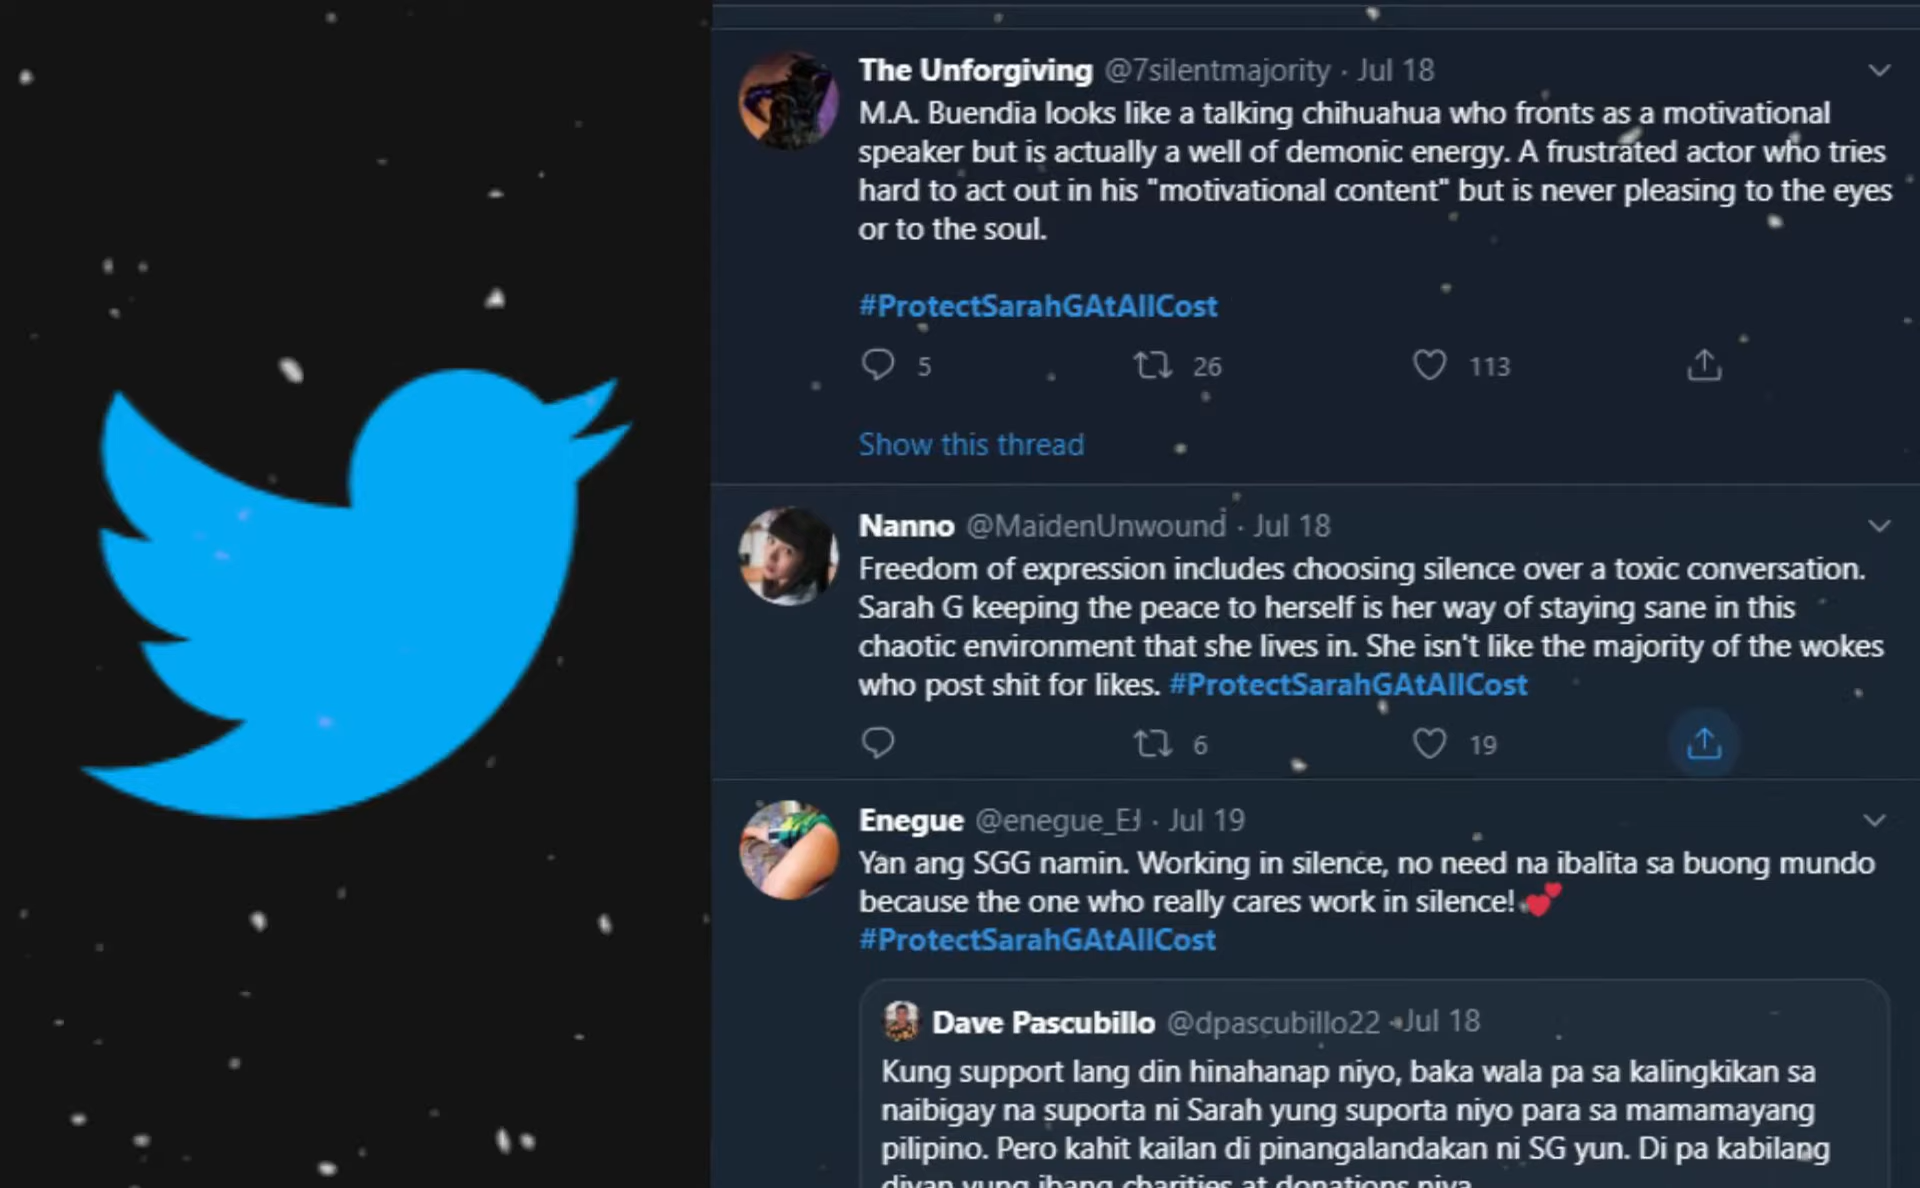 The Unforgiving @7silentmajority · Jul 18
M.A. Buendia looks like a talking chihuahua who fronts as a motivational
speaker but is actually a well of demonic energy. A frustrated actor who tries
hard to act out in his "motivational content" but is never pleasing to the eyes
or to the soul.
#ProtectSarahGAtAllCost
5 26 113
Show this thread
Nanno @MaidenUnwound · Jul 18
Freedom of expression includes choosing silence over a toxic conversation.
Sarah G keeping the peace to herself is her way of staying sane in this
chaotic environment that she lives in. She isn't like the majority of the wokes
who post shit for likes. #ProtectSarahGAtAllCost
6 19
Enegue @enegue_EJ · Jul 19
Yan ang SGG namin. Working in silence, no need na ibalita sa buong mundo
because the one who really cares work in silence!💕
#ProtectSarahGAtAllCost
Dave Pascubillo @dpascubillo22 · Jul 18
Kung support lang din hinahanap niyo, baka wala pa sa kalingkikan sa
naibigay na suporta ni Sarah yung suporta niyo para sa mamamayang
pilipino. Pero kahit kailan di pinangalandakan ni SG yun. Di pa kabilang
diyan yung ibang charities at donations niya